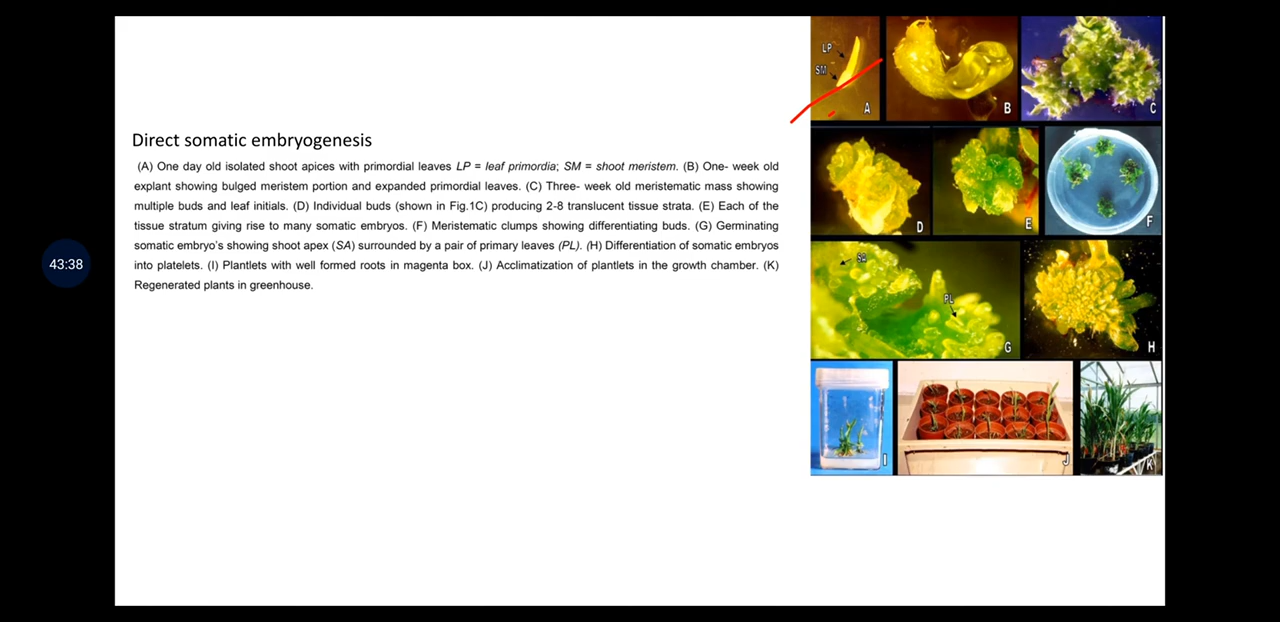 43:38
Direct somatic embryogenesis
(A) One day old isolated shoot apices with primordial leaves LP = leaf primordia; SM = shoot meristem. (B) One- week old
explant showing bulged meristem portion and expanded primordial leaves. (C) Three- week old meristematic mass showing
multiple buds and leaf initials. (D) Individual buds (shown in Fig.1C) producing 2-8 translucent tissue strata. (E) Each of the
tissue stratum giving rise to many somatic embryos. (F) Meristematic clumps showing differentiating buds. (G) Germinating
somatic embryo's showing shoot apex (SA) surrounded by a pair of primary leaves (PL). (H) Differentiation of somatic embryos
into platelets. (I) Plantlets with well formed roots in magenta box. (J) Acclimatization of plantlets in the growth chamber. (K)
Regenerated plants in greenhouse.
LP
SM
A
B
C
D
E
F
SA
PL
G
H
I
J
K